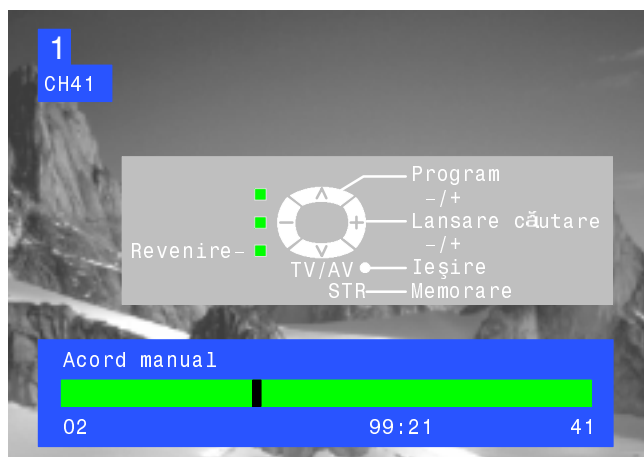 1
CH41
Program
-/+
Lansare căutare
-/+
Revenire-
TV/AV Ieşire
STR Memorare
Acord manual
02 99:21 41